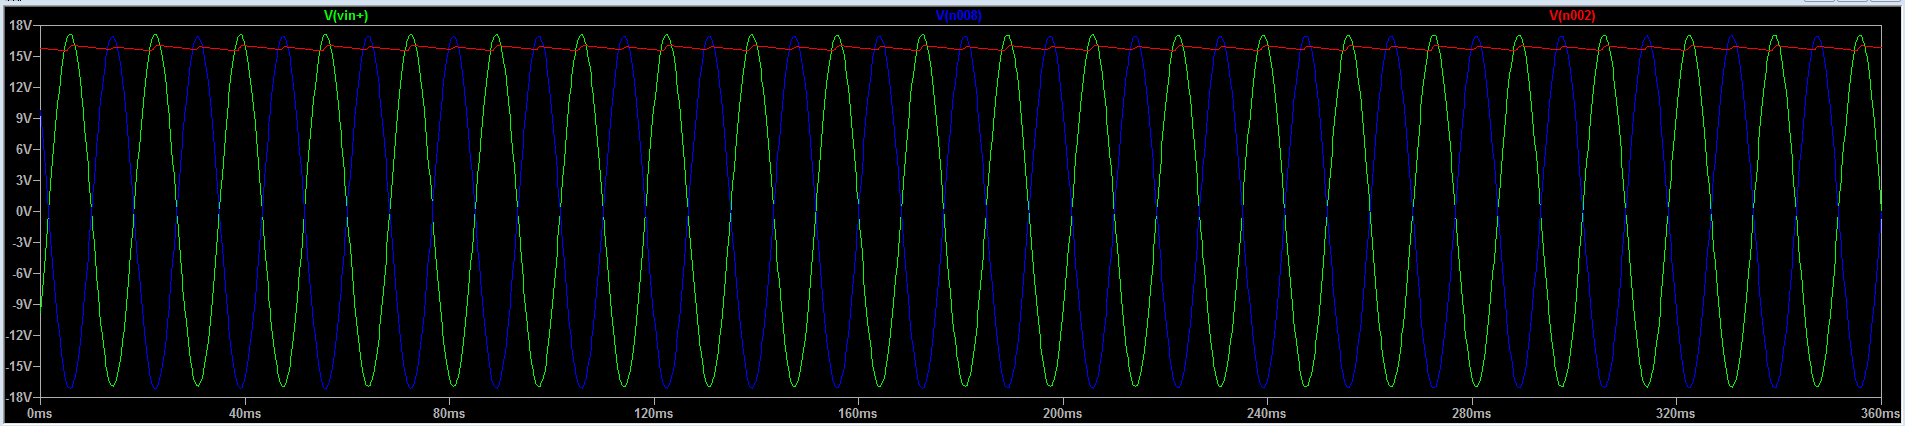 V(vin+) V(n008) V(n002)
18V
15V
12V
9V
6V
3V
0V
-3V
-6V
-9V
-12V
-15V
-18V
0ms 40ms 80ms 120ms 160ms 200ms 240ms 280ms 320ms 360ms